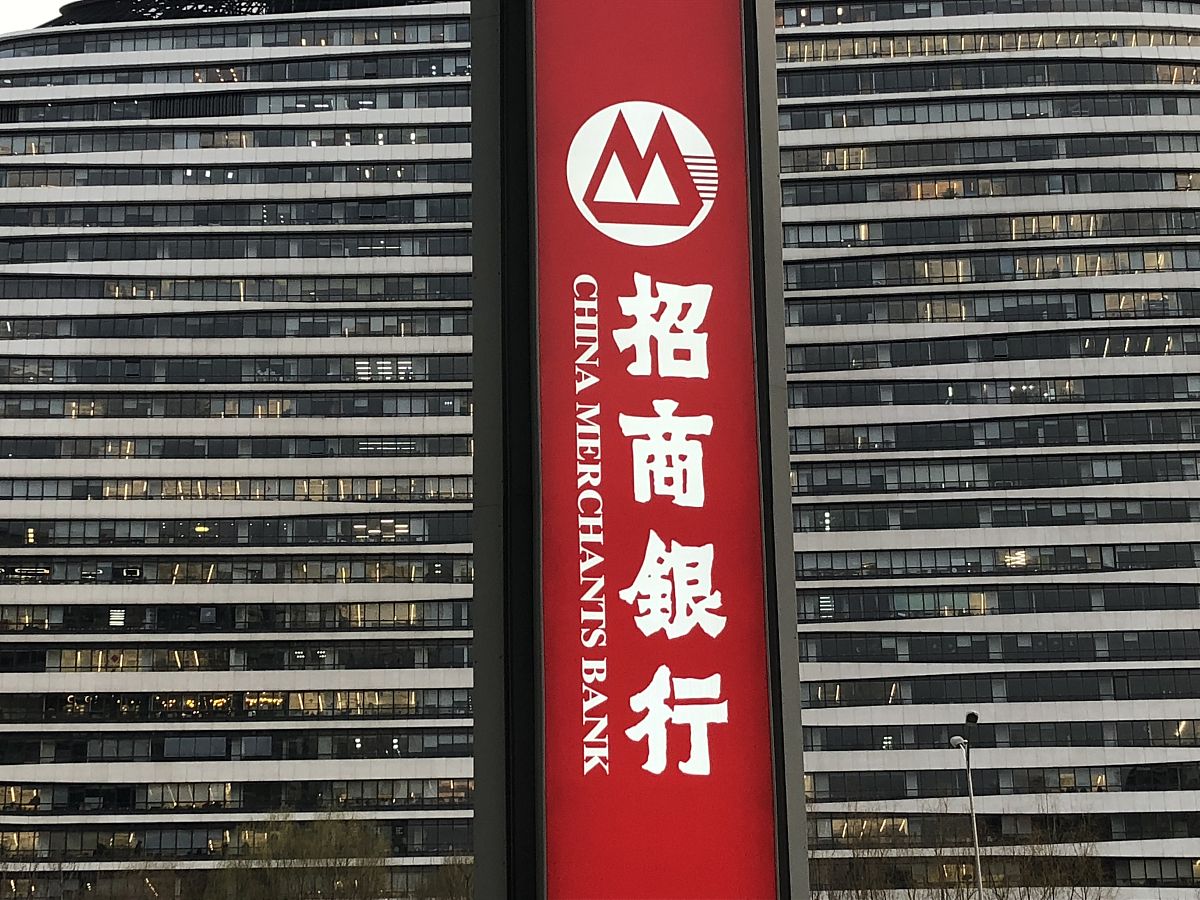 招商銀行
CHINA MERCHANTS BANK